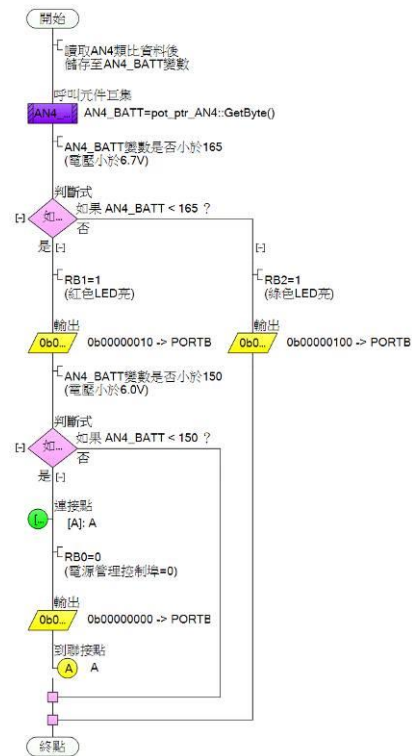 開始
讀取AN4類比資料後
儲存至AN4_BATT變數
呼叫元件巨集
AN4_... AN4_BATT=pot_ptr_AN4::GetByte()
AN4_BATT變數是否小於165
(電壓小於6.7V)
判斷式
如果 AN4_BATT < 165 ?
[-] 如...
否
是 [-]
[-]
RB1=1
(紅色LED亮)
RB2=1
(綠色LED亮)
輸出
0b0... 0b00000010 -> PORTB
輸出
0b0... 0b00000100 -> PORTB
AN4_BATT變數是否小於150
(電壓小於6.0V)
判斷式
如果 AN4_BATT < 150 ?
[-] 如...
否
是 [-]
連接點
[... [A]: A
RB0=0
(電源管理控制埠=0)
輸出
0b0... 0b00000000 -> PORTB
到聯接點
A A
終點